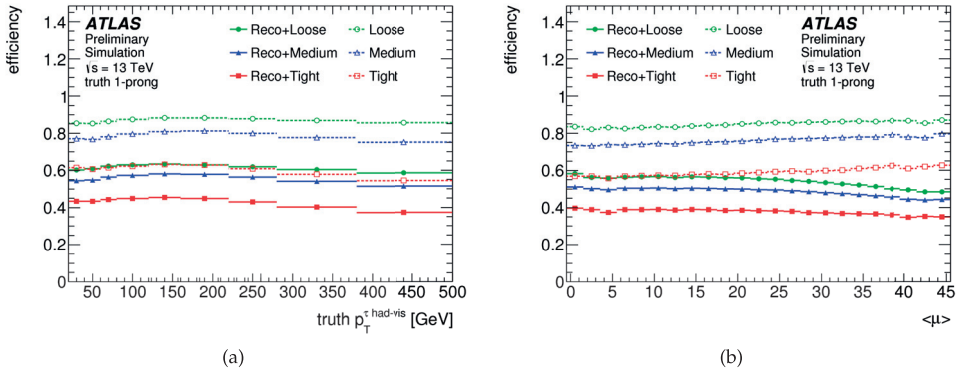 efficiency
1.4
1.2
1
0.8
0.6
0.4
0.2
0
ATLAS
Preliminary
Simulation
√s = 13 TeV
truth 1-prong
Reco+Loose
Loose
Reco+Medium
Medium
Reco+Tight
Tight
50 100 150 200 250 300 350 400 450 500
truth p_T^{τ had-vis} [GeV]
(a)
efficiency
1.4
1.2
1
0.8
0.6
0.4
0.2
0
Reco+Loose
Loose
Reco+Medium
Medium
Reco+Tight
Tight
ATLAS
Preliminary
Simulation
√s = 13 TeV
truth 1-prong
0 5 10 15 20 25 30 35 40 45
<μ>
(b)